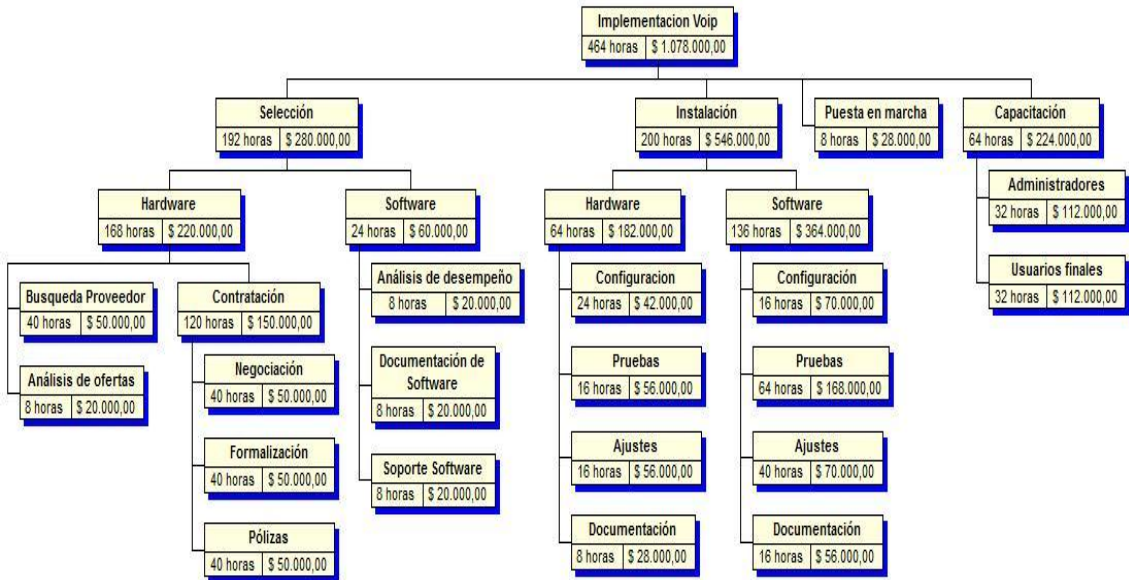 Implementacion Voip
464 horas $ 1.078.000,00
Selección
192 horas $ 280.000,00
Instalación
200 horas $ 546.000,00
Puesta en marcha
8 horas $ 28.000,00
Capacitación
64 horas $ 224.000,00
Hardware
168 horas $ 220.000,00
Software
24 horas $ 60.000,00
Hardware
64 horas $ 182.000,00
Software
136 horas $ 364.000,00
Administradores
32 horas $ 112.000,00
Usuarios finales
32 horas $ 112.000,00
Busqueda Proveedor
40 horas $ 50.000,00
Análisis de ofertas
8 horas $ 20.000,00
Contratación
120 horas $ 150.000,00
Negociación
40 horas $ 50.000,00
Formalización
40 horas $ 50.000,00
Pólizas
40 horas $ 50.000,00
Análisis de desempeño
8 horas $ 20.000,00
Documentación de
Software
8 horas $ 20.000,00
Soporte Software
8 horas $ 20.000,00
Configuracion
24 horas $ 42.000,00
Pruebas
16 horas $ 56.000,00
Ajustes
16 horas $ 56.000,00
Documentación
8 horas $ 28.000,00
Configuración
16 horas $ 70.000,00
Pruebas
64 horas $ 168.000,00
Ajustes
40 horas $ 70.000,00
Documentación
16 horas $ 56.000,00